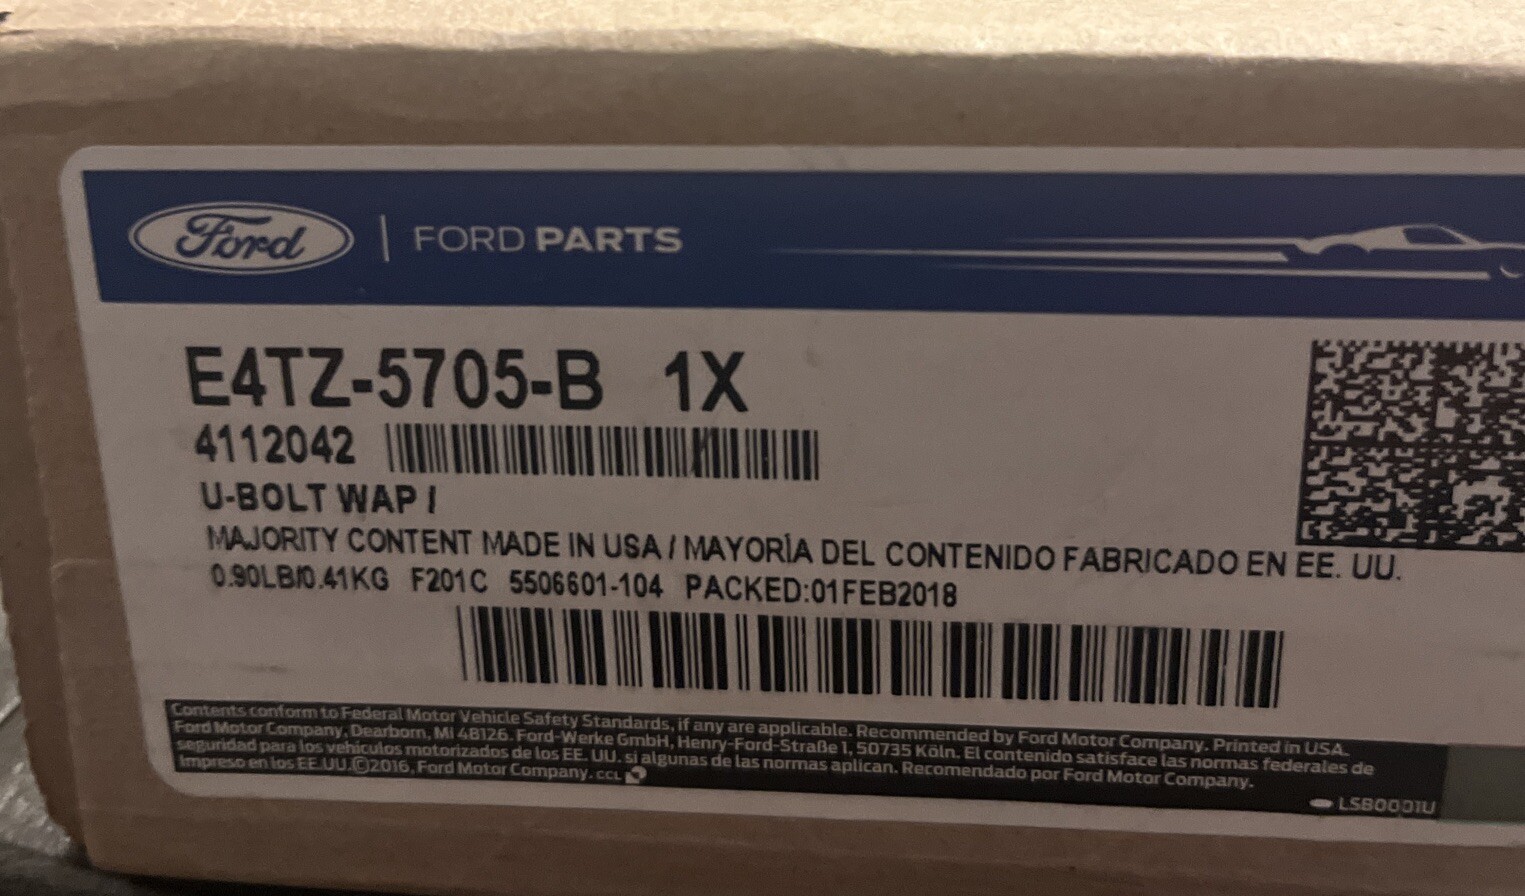 Ford | FORD PARTS
E4TZ-5705-B 1X
4112042
U-BOLT WAP I
MAJORITY CONTENT MADE IN USA / MAYORÌA DEL CONTENIDO FABRICADO EN EE. UU.
0.90LB/0.41KG F201C 5506601-104 PACKED:01FEB2018
Contents conform to Federal Motor Vehicle Safety Standards, if any are applicable. Recommended by Ford Motor Company. Printed in USA.
Ford Motor Company, Dearborn, MI 48126. Ford-Werke GmbH, Henry-Ford-Straße 1, 50735 Köln. El contenido satisface las normas federales de
seguridad para los vehículos motorizados de los EE. UU. si algunas de las normas aplican. Recomendado por Ford Motor Company.
Impreso en los EE.UU.©2016, Ford Motor Company. CCL
LSB0001U